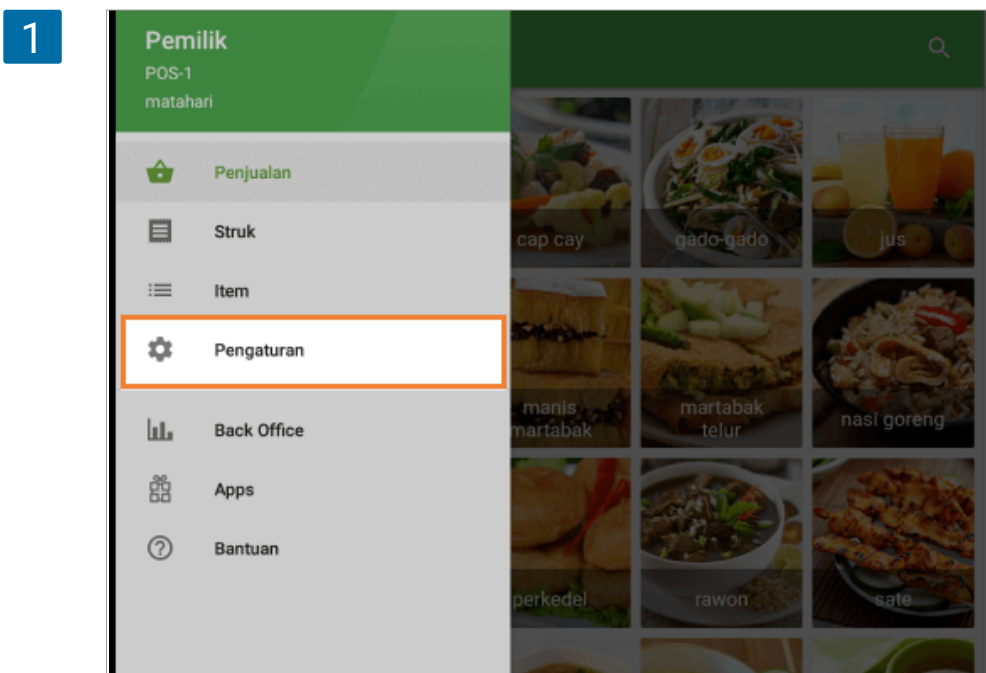 1
Pemilik
POS-1
matahari
Penjualan
Struk
Item
Pengaturan
Back Office
Apps
Bantuan
cap cay
gado-gado
jus
manis
martabak
martabak
telur
nasi goreng
perkedel
rawon
sate